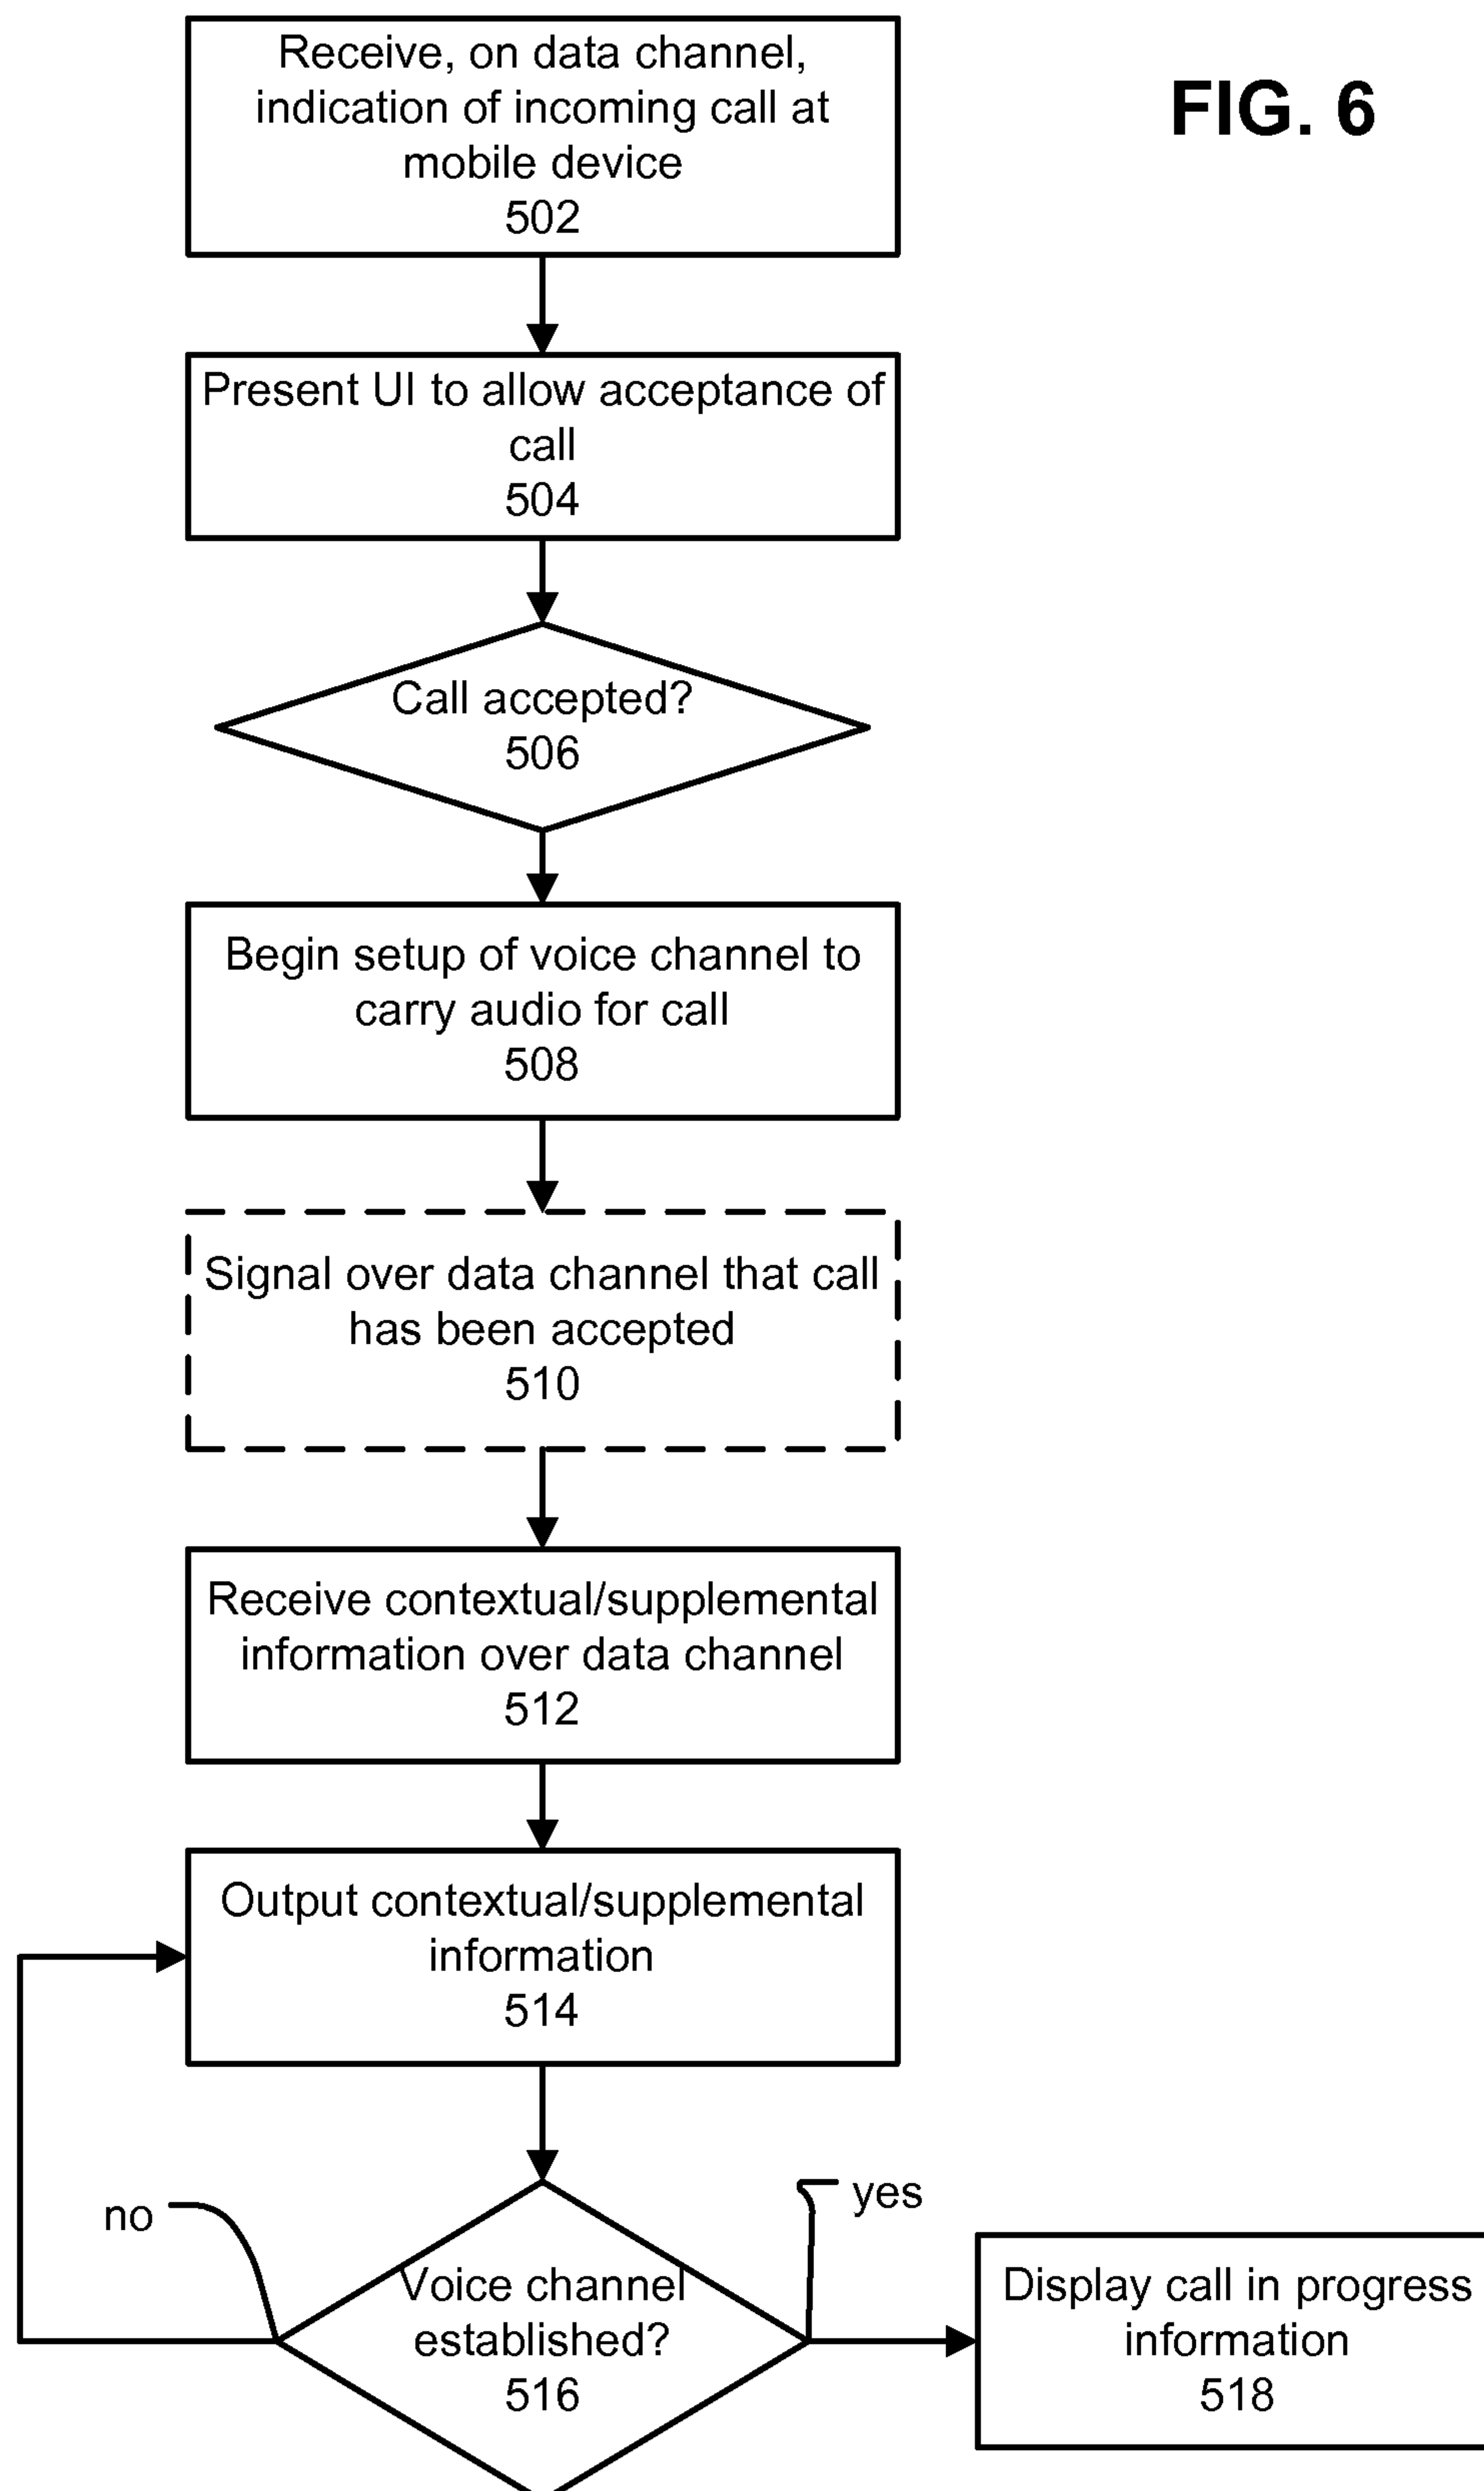 Receive, on data channel,
indication of incoming call at
mobile device
502
FIG. 6
Present UI to allow acceptance of
call
504
Call accepted?
506
Begin setup of voice channel to
carry audio for call
508
Signal over data channel that call
has been accepted
510
Receive contextual/supplemental
information over data channel
512
Output contextual/supplemental
information
514
no
yes
Voice channel
established?
516
Display call in progress
information
518